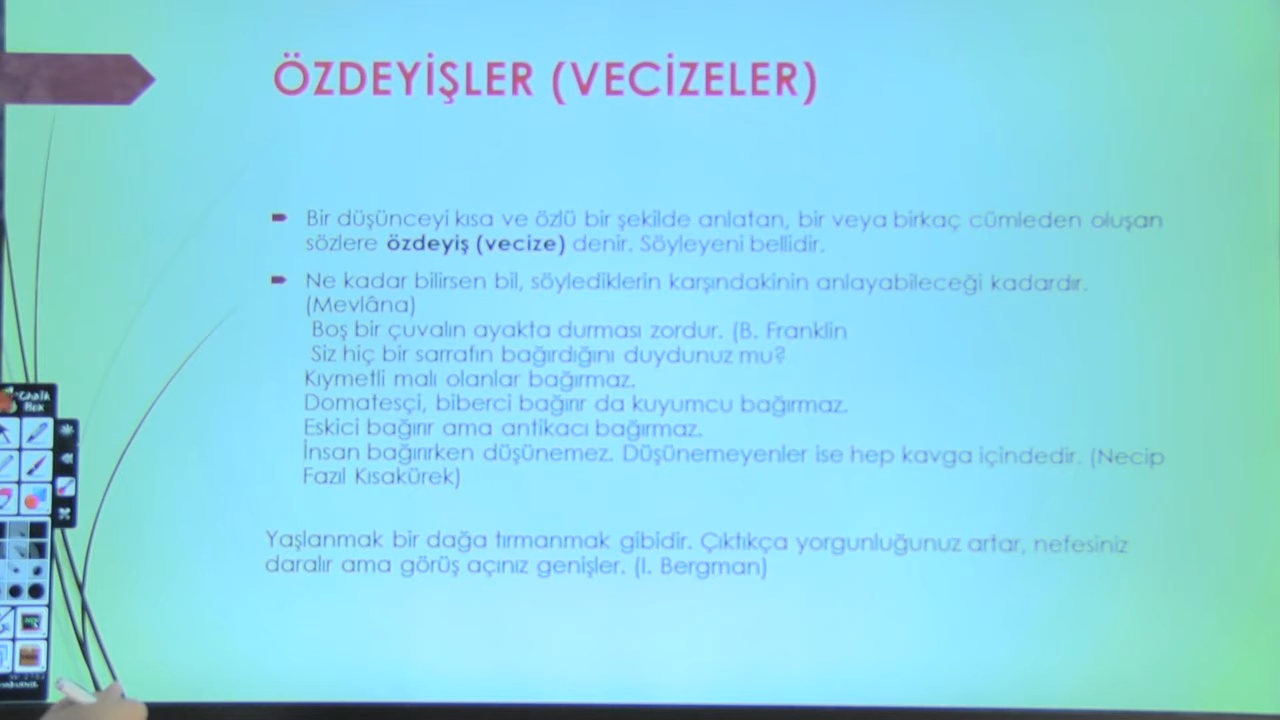 ÖZDEYİŞLER (VECİZELER)
Bir düşünceyi kısa ve özlü bir şekilde anlatan, bir veya birkaç cümleden oluşan
sözlere özdeyiş (vecize) denir. Söyleyeni bellidir.
Ne kadar bilirsen bil, söylediklerin karşındakinin anlayabileceği kadardır.
(Mevlâna)
Boş bir çuvalın ayakta durması zordur. (B. Franklin
Siz hiç bir sarrafın bağırdığını duydunuz mu?
Kıymetli malı olanlar bağırmaz.
Domatesçi, biberci bağırır da kuyumcu bağırmaz.
Eskici bağırır ama antikacı bağırmaz.
İnsan bağırırken düşünemez. Düşünemeyenler ise hep kavga içindedir. (Necip
Fazıl Kısakürek)
Yaşlanmak bir dağa tırmanmak gibidir. Çıktıkça yorgunluğunuz artar, nefesiniz
daralır ama görüş açınız genişler. (I. Bergman)